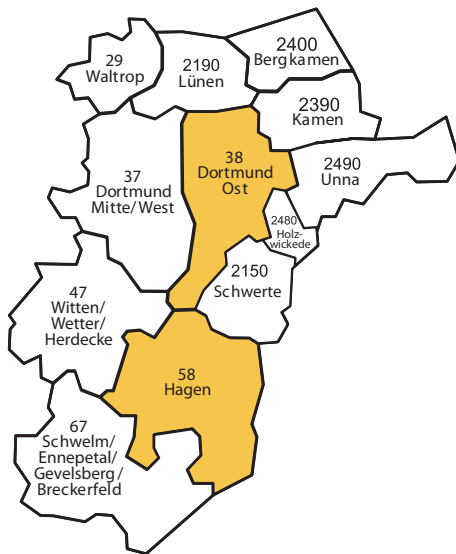 2400
Bergkamen
29
Waltrop
2190
Lünen
2390
Kamen
37
Dortmund
Mitte/West
38
Dortmund
Ost
2490
Unna
2480
Holz-
wickede
2150
Schwerte
47
Witten/
Wetter/
Herdecke
58
Hagen
67
Schwelm/
Ennepetal/
Gevelsberg/
Breckerfeld